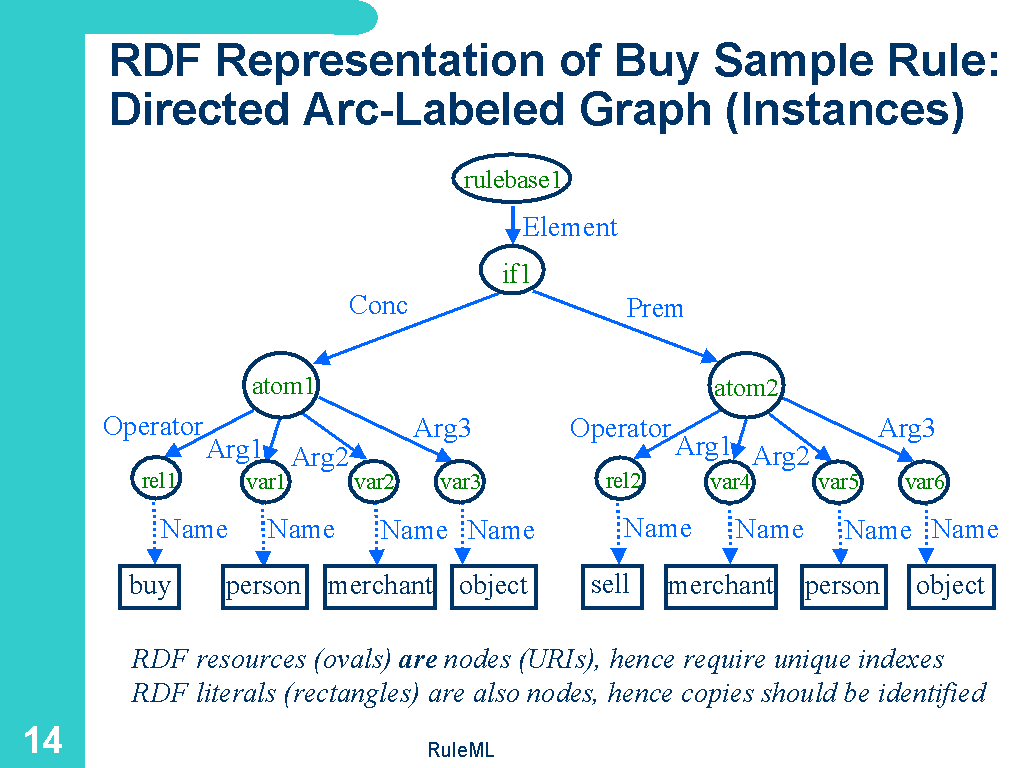 RDF Representation of Buy Sample Rule:
Directed Arc-Labeled Graph (Instances)
rulebase1
Element
if1
Conc
Prem
atom1
atom2
Operator
Arg1
Arg2
Arg3
Operator
Arg1
Arg2
Arg3
rel1
var1
var2
var3
rel2
var4
var5
var6
Name
Name
Name
Name
Name
Name
Name
Name
buy
person
merchant
object
sell
merchant
person
object
RDF resources (ovals) are nodes (URIs), hence require unique indexes
RDF literals (rectangles) are also nodes, hence copies should be identified
14
RuleML